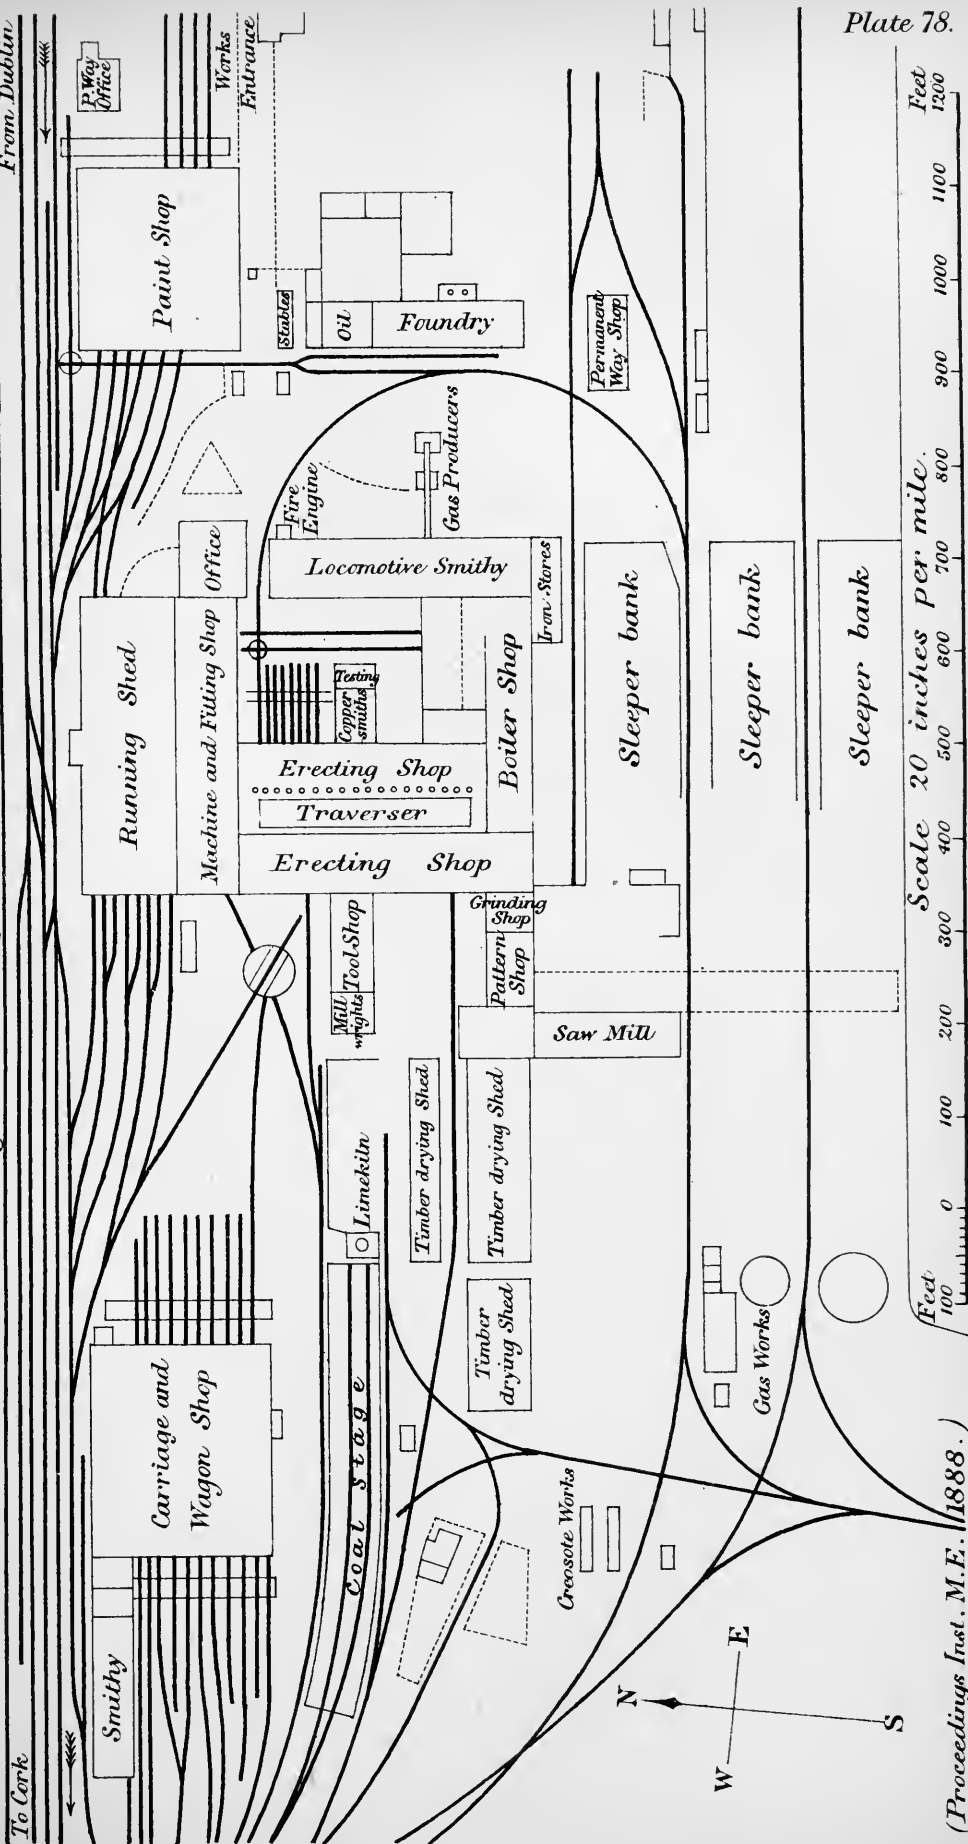 Plate 78.
From Dublin
P.Way
Office
Works
Entrance
Paint Shop
Stables
Oil
Foundry
Permanent
Way Shop
Fire
Engine
Gas Producers
Office
Locomotive Smithy
Iron Stores
Running Shed
Machine and Fitting Shop
Testing
Copper
smiths
Erecting Shop
Traverser
Erecting Shop
Boiler Shop
Sleeper bank
Sleeper bank
Sleeper bank
Tool Shop
Mill
wrights
Grinding
Shop
Pattern
Shop
Saw Mill
Limekiln
Timber drying Shed
Timber drying Shed
Timber
drying Shed
Carriage and
Wagon Shop
Coal Stage
Gas Works
Creosote Works
Smithy
To Cork
N
E
S
W
Scale 20 inches per mile.
Feet
100
0
100
200
300
400
500
600
700
800
900
1000
1100
1200
Feet
(Proceedings Inst. M.E. 1888.)